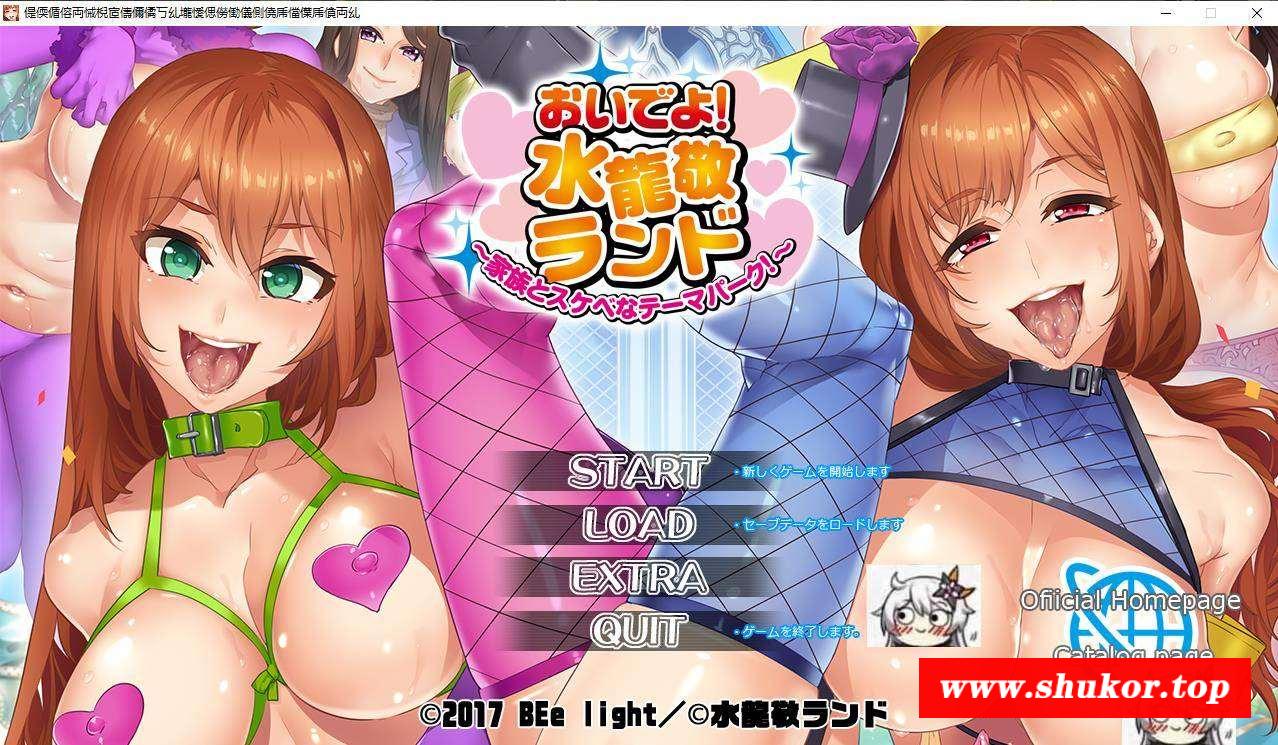 おいでよ!
水龍敬
ランド
~家族とスケベなテーマパーク!~
START
・新しくゲームを開始します
LOAD
・セーブデータをロードします
EXTRA
QUIT
・ゲームを終了します。
Official Homepage
Catalog page
www.shukor.top
©2017 BEe light/©水龍敬ランド